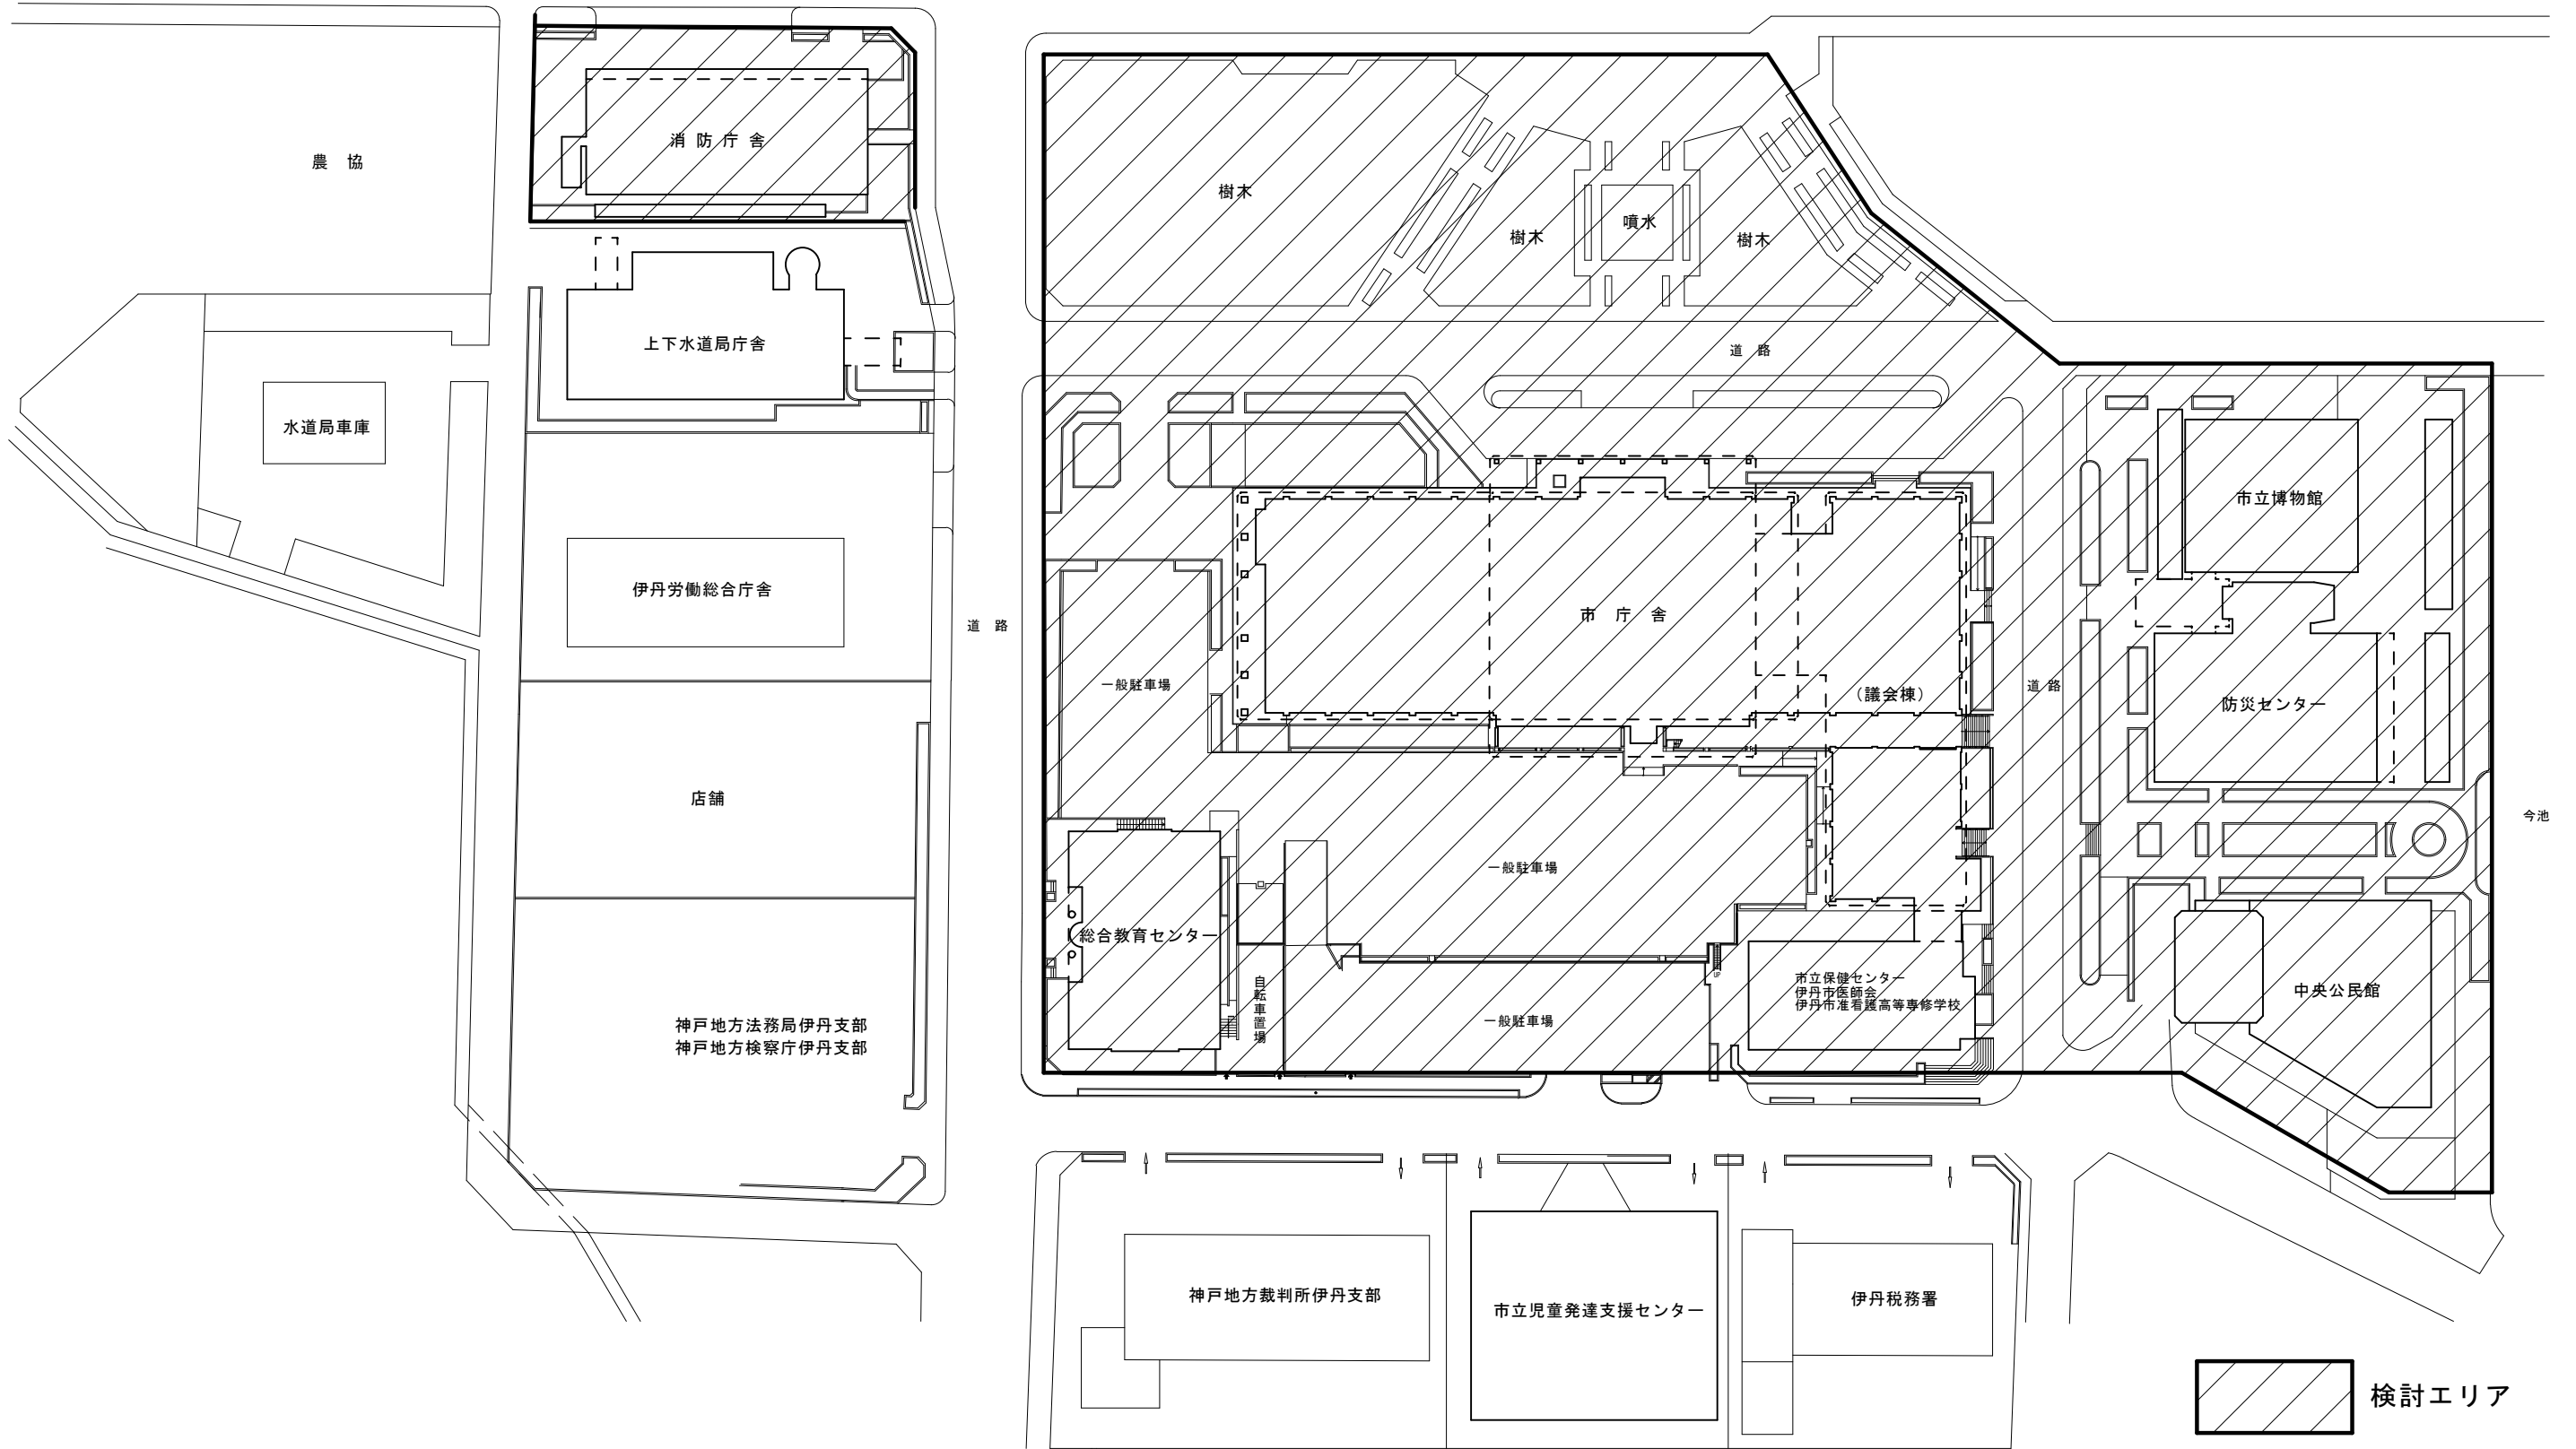 農　協
消 防 庁 舎
樹木
樹木
噴水
樹木
上下水道局庁舎
道　路
水道局車庫
市立博物館
伊丹労働総合庁舎
道　路
市　庁　舎
一般駐車場
（議会棟）
道 路
防災センター
店舗
今池
一般駐車場
総合教育センター
自転車置場
市立保健センター
伊丹市医師会
伊丹市准看護高等専修学校
UP
中央公民館
神戸地方法務局伊丹支部
神戸地方検察庁伊丹支部
一般駐車場
神戸地方裁判所伊丹支部
市立児童発達支援センター
伊丹税務署
検討エリア